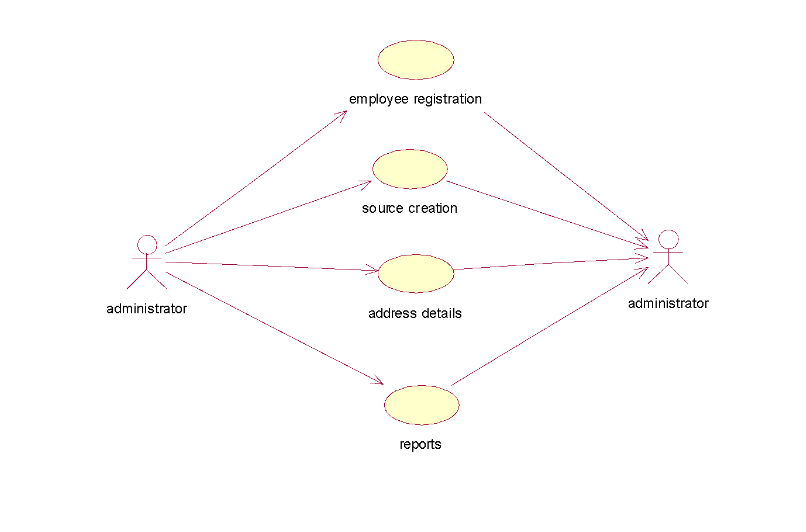 employee registration
source creation
administrator
administrator
address details
reports